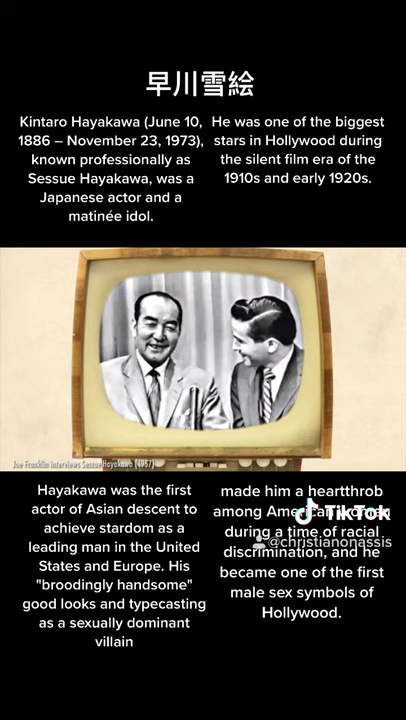 早川雪絵
Kintaro Hayakawa (June 10,
1886 – November 23, 1973),
known professionally as
Sessue Hayakawa, was a
Japanese actor and a
matinée idol.
He was one of the biggest
stars in Hollywood during
the silent film era of the
1910s and early 1920s.
Joe Franklin Interviews Sessue Hayakawa (1957)
Hayakawa was the first
actor of Asian descent to
achieve stardom as a
leading man in the United
States and Europe. His
"broodingly handsome"
good looks and typecasting
as a sexually dominant
villain
made him a heartthrob
among American
during a time of racial
discrimination, and he
became one of the first
male sex symbols of
Hollywood.
TikTok
@christianonassis